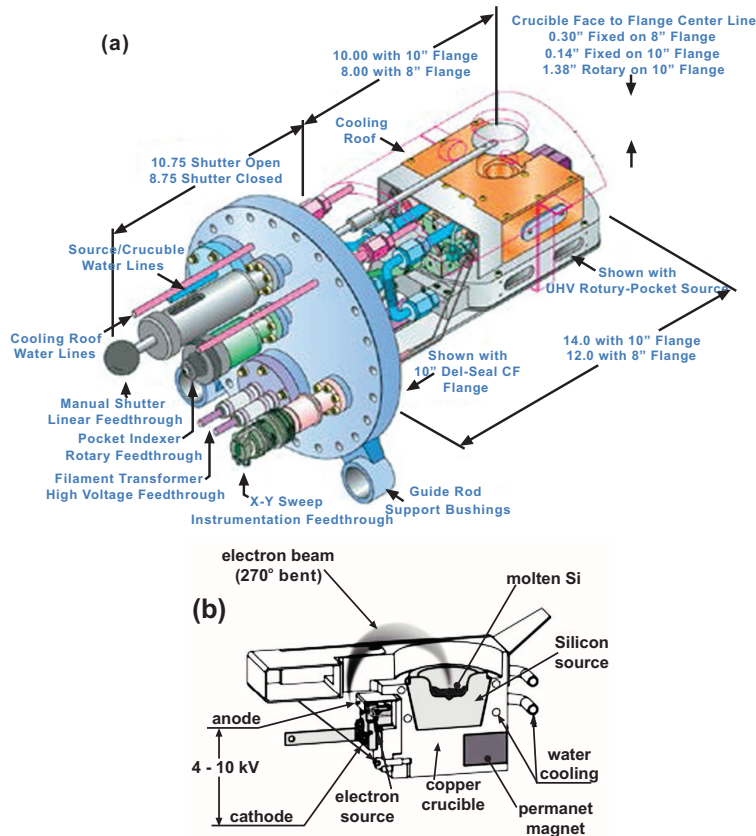 (a)
10.00 with 10” Flange
8.00 with 8” Flange
Crucible Face to Flange Center Line
0.30” Fixed on 8” Flange
0.14” Fixed on 10” Flange
1.38” Rotary on 10” Flange
Cooling
Roof
10.75 Shutter Open
8.75 Shutter Closed
Source/Crucuble
Water Lines
Shown with
UHV Rotury-Pocket Source
Cooling Roof
Water Lines
14.0 with 10” Flange
12.0 with 8” Flange
Shown with
10” Del-Seal CF
Flange
Manual Shutter
Linear Feedthrough
Pocket Indexer
Rotary Feedthrough
Filament Transformer
High Voltage Feedthrough
X-Y Sweep
Instrumentation Feedthrough
Guide Rod
Support Bushings
(b)
electron beam
(270° bent)
molten Si
Silicon
source
anode
4 - 10 kV
cathode
electron
source
copper
crucible
water
cooling
permanet
magnet